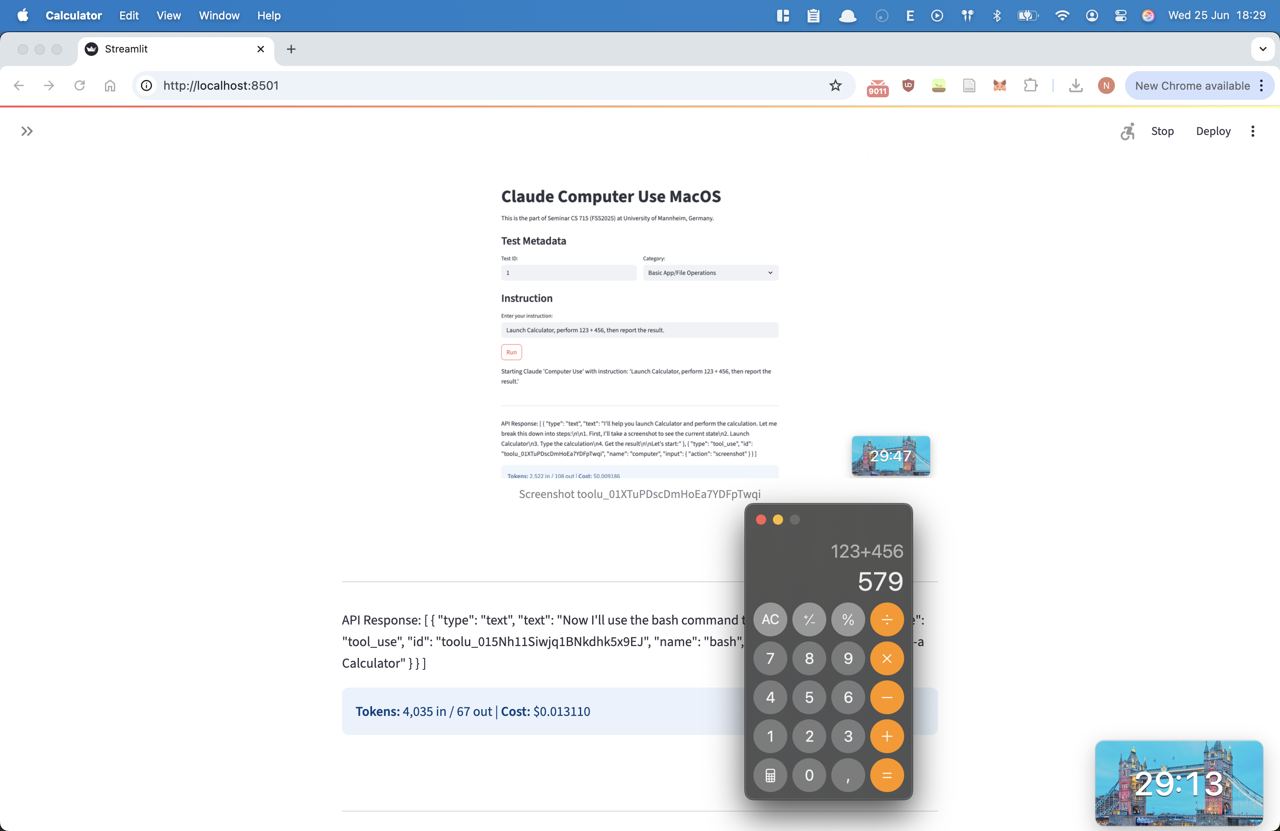 Calculator Edit View Window Help
E
Wed 25 Jun 18:29
Streamlit
http://localhost:8501
9011
N
New Chrome available
Stop
Deploy
Claude Computer Use MacOS
This is the part of Seminar CS 715 (FSS2025) at University of Mannheim, Germany.
Test Metadata
Test ID:
Category:
1
Basic App/File Operations
Instruction
Enter your instruction:
Launch Calculator, perform 123 + 456, then report the result.
Run
Starting Claude 'Computer Use' with instruction: 'Launch Calculator, perform 123 + 456, then report the
result.'
API Response: [ { "type": "text", "text": "I'll help you launch Calculator and perform the calculation. Let me
break this down into steps:\n\n1. First, I'll take a screenshot to see the current state\n2. Launch
Calculator\n3. Type the calculation\n4. Get the result\n\nLet's start:" }, { "type": "tool_use", "id":
"toolu_01XTuPDscDmHoEa7YDFpTwqi", "name": "computer", "input": { "action": "screenshot" } } ]
Tokens: 2,522 in / 108 out | Cost: $0.009186
29:47
Screenshot toolu_01XTuPDscDmHoEa7YDFpTwqi
API Response: [ { "type": "text", "text": "Now I'll use the bash command
"tool_use", "id": "toolu_015Nh11Siwjq1BNkdhk5x9EJ", "name": "bash",
Calculator" } } ]
Tokens: 4,035 in / 67 out | Cost: $0.013110
123+456
579
AC +/- % ÷
7 8 9 ×
4 5 6 −
1 2 3 +
0 , =
29:13